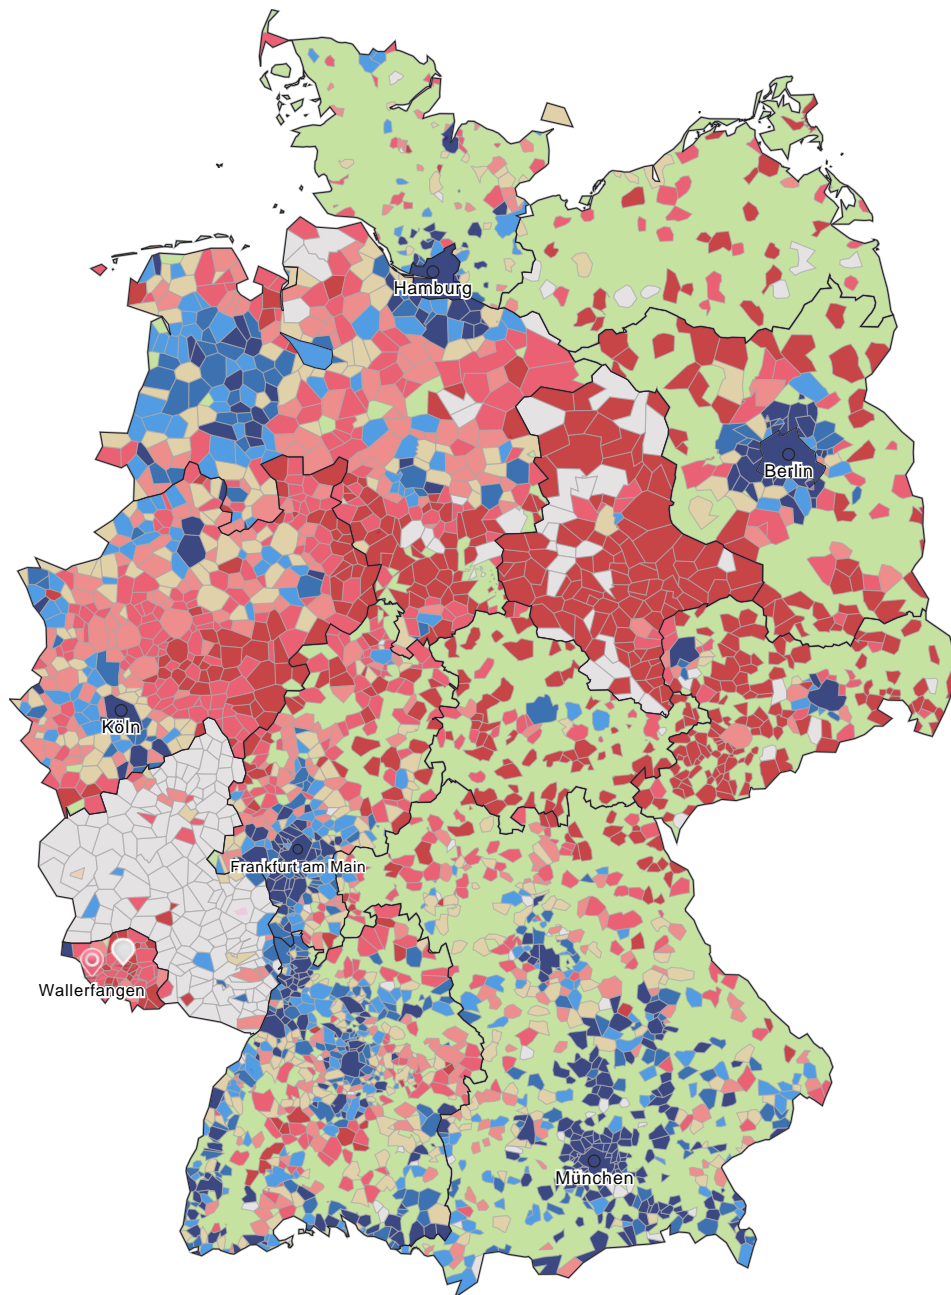 Hamburg
Berlin
Köln
Frankfurt am Main
Wallerfangen
München